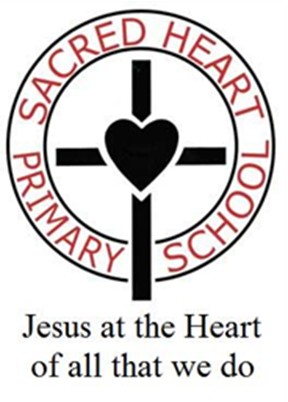 SACRED HEART
PRIMARY SCHOOL
Jesus at the Heart
of all that we do